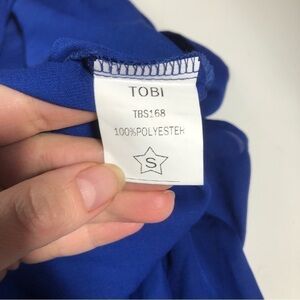 TOBI
TBS168
100%POLYESTER
S